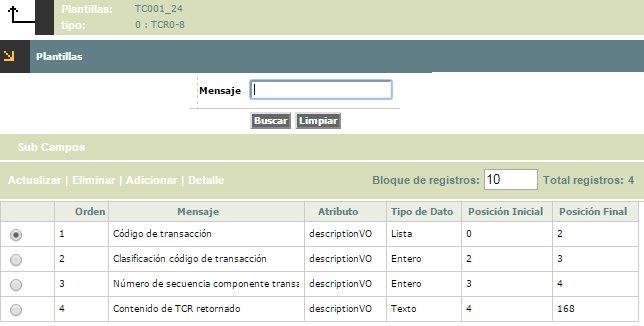 Plantillas: TC001_24
tipo: 0 : TCR0-8
Plantillas
Mensaje
Buscar Limpiar
Sub Campos
Actualizar | Eliminar | Adicionar | Detalle Bloque de registros: 10 Total registros: 4
Orden Mensaje Atributo Tipo de Dato Posición Inicial Posición Final
1 Código de transacción descriptionVO Lista 0 2
2 Clasificación código de transacción descriptionVO Entero 2 3
3 Número de secuencia componente transa descriptionVO Entero 3 4
4 Contenido de TCR retornado descriptionVO Texto 4 168